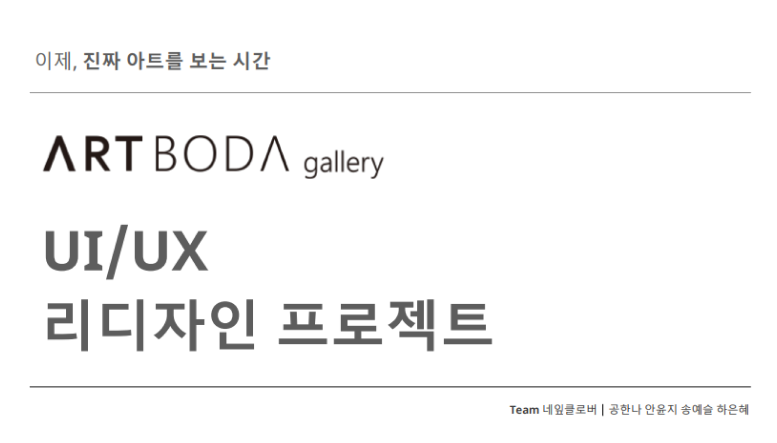 이제, 진짜 아트를 보는 시간
ARTBODA gallery
UI/UX
리디자인 프로젝트
Team 네잎클로버 | 공한나 안윤지 송예슬 하은혜